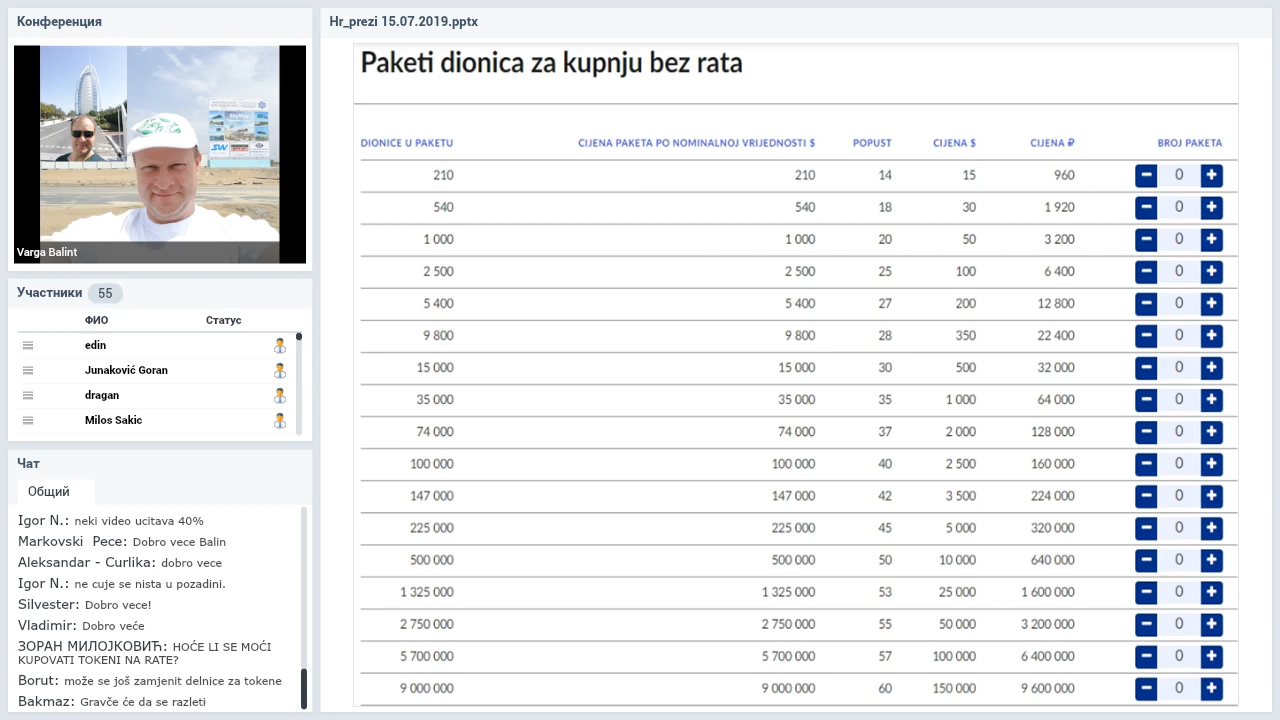 Конференция
Varga Balint
Участники 55
ФИО Статус
edin
Junaković Goran
dragan
Milos Sakic
Чат
Общий
Igor N.: neki video ucitava 40%
Markovski Pece: Dobro vece Balin
Aleksandar - Curlika: dobro vece
Igor N.: ne cuje se nista u pozadini.
Silvester: Dobro vece!
Vladimir: Dobro veće
ЗОРАН МИЛОЈКОВИЋ: HOĆE LI SE MOĆI
KUPOVATI TOKENI NA RATE?
Borut: može se još zamjenit delnice za tokene
Bakmaz: Gravče će da se razleti
Hr_prezi 15.07.2019.pptx
Paketi dionica za kupnju bez rata
DIONICE U PAKETU CIJENA PAKETA PO NOMINALNOJ VRIJEDNOSTI $ POPUST CIJENA $ CIJENA ₽ BROJ PAKETA
210 210 14 15 960 − 0 +
540 540 18 30 1 920 − 0 +
1 000 1 000 20 50 3 200 − 0 +
2 500 2 500 25 100 6 400 − 0 +
5 400 5 400 27 200 12 800 − 0 +
9 800 9 800 28 350 22 400 − 0 +
15 000 15 000 30 500 32 000 − 0 +
35 000 35 000 35 1 000 64 000 − 0 +
74 000 74 000 37 2 000 128 000 − 0 +
100 000 100 000 40 2 500 160 000 − 0 +
147 000 147 000 42 3 500 224 000 − 0 +
225 000 225 000 45 5 000 320 000 − 0 +
500 000 500 000 50 10 000 640 000 − 0 +
1 325 000 1 325 000 53 25 000 1 600 000 − 0 +
2 750 000 2 750 000 55 50 000 3 200 000 − 0 +
5 700 000 5 700 000 57 100 000 6 400 000 − 0 +
9 000 000 9 000 000 60 150 000 9 600 000 − 0 +